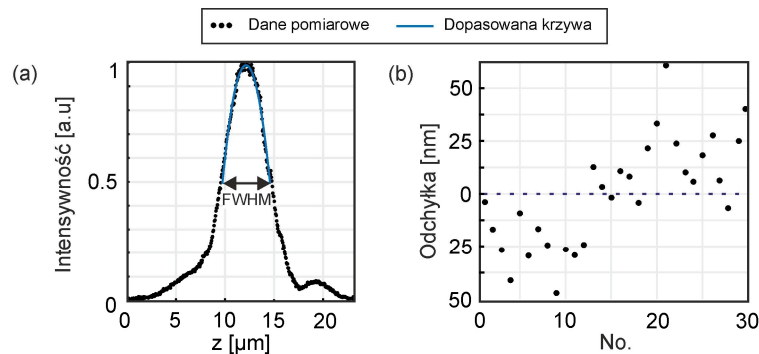 Dane pomiarowe
Dopasowana krzywa
(a)
Intensywność [a.u]
1
0.5
0
FWHM
0
5
10
15
20
z [µm]
(b)
Odchyłka [nm]
50
25
0
25
50
0
10
20
30
No.